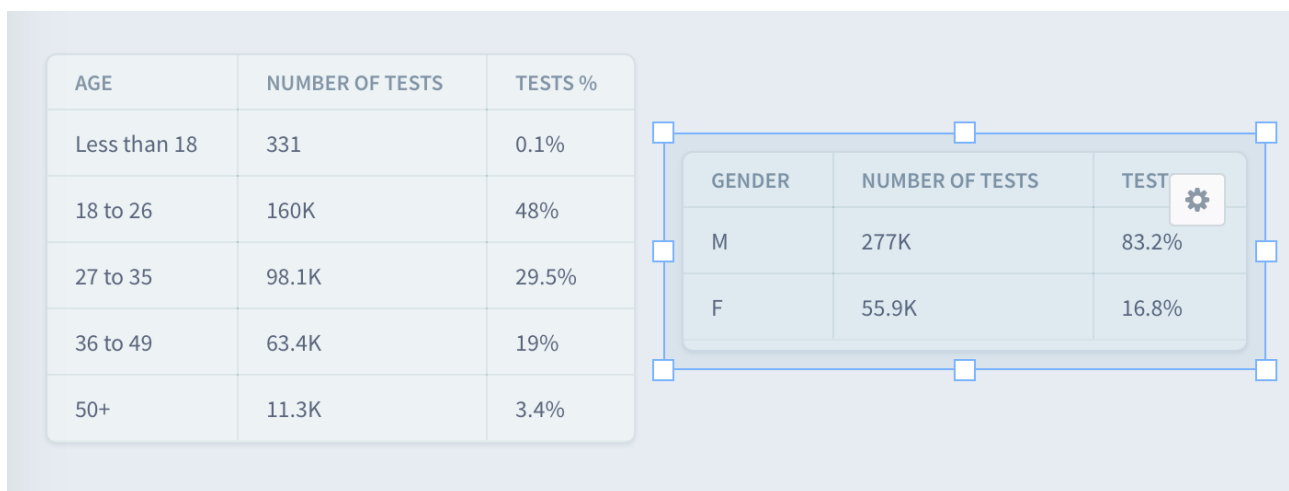 AGE NUMBER OF TESTS TESTS %
Less than 18 331 0.1%
18 to 26 160K 48%
27 to 35 98.1K 29.5%
36 to 49 63.4K 19%
50+ 11.3K 3.4%
GENDER NUMBER OF TESTS TEST
M 277K 83.2%
F 55.9K 16.8%